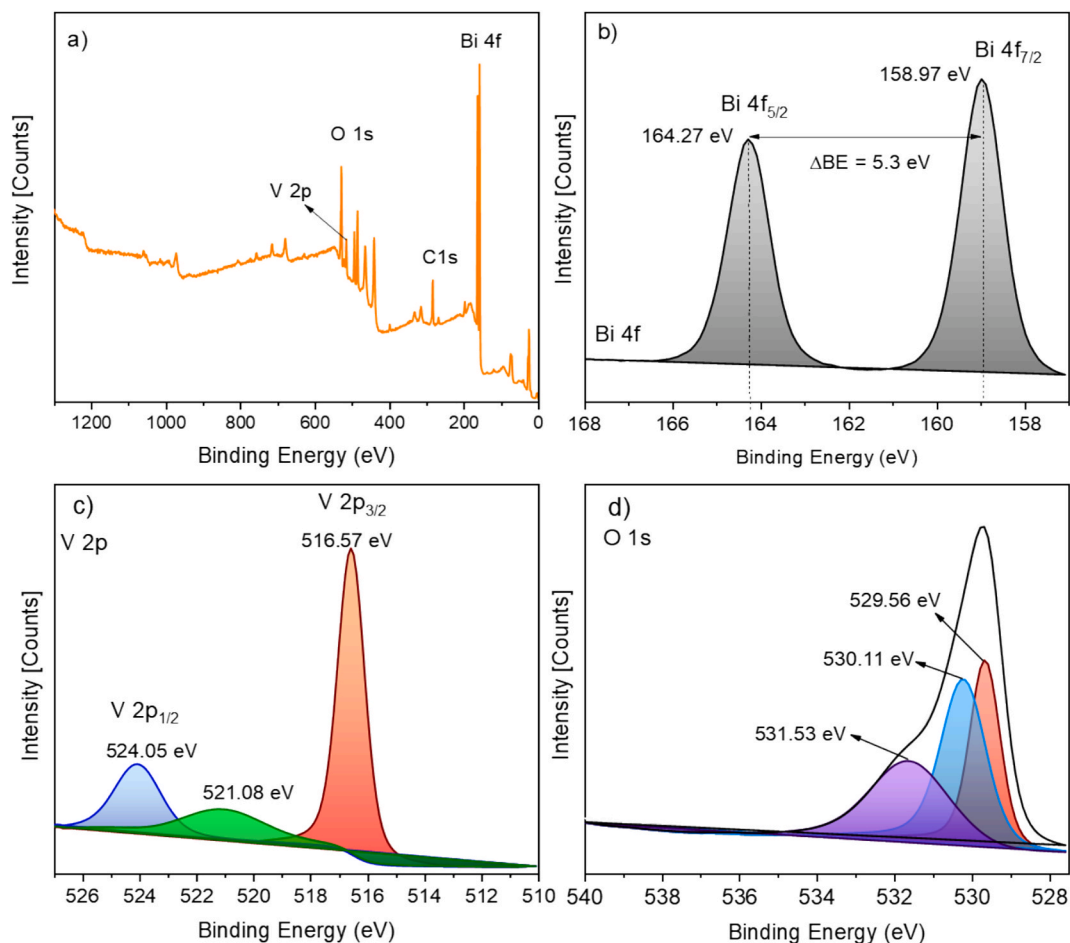 a)
Bi 4f
O 1s
V 2p
C1s
Intensity [Counts]
1200 1000 800 600 400 200 0
Binding Energy (eV)
b)
Bi 4f7/2
158.97 eV
Bi 4f5/2
164.27 eV
ΔBE = 5.3 eV
Bi 4f
Intensity [Counts]
168 166 164 162 160 158
Binding Energy (eV)
c)
V 2p3/2
V 2p
516.57 eV
V 2p1/2
524.05 eV
521.08 eV
Intensity [Counts]
526 524 522 520 518 516 514 512 510
Binding Energy (eV)
d)
O 1s
529.56 eV
530.11 eV
531.53 eV
Intensity [Counts]
540 538 536 534 532 530 528
Binding Energy (eV)